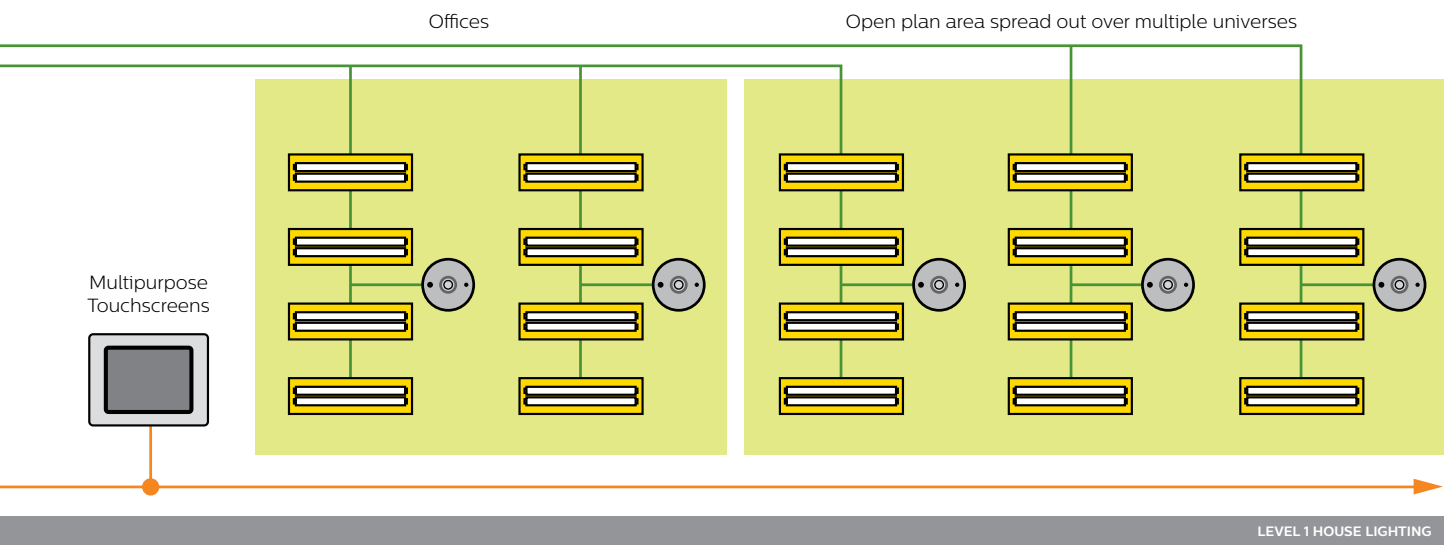 Offices
Open plan area spread out over multiple universes
Multipurpose
Touchscreens
LEVEL 1 HOUSE LIGHTING